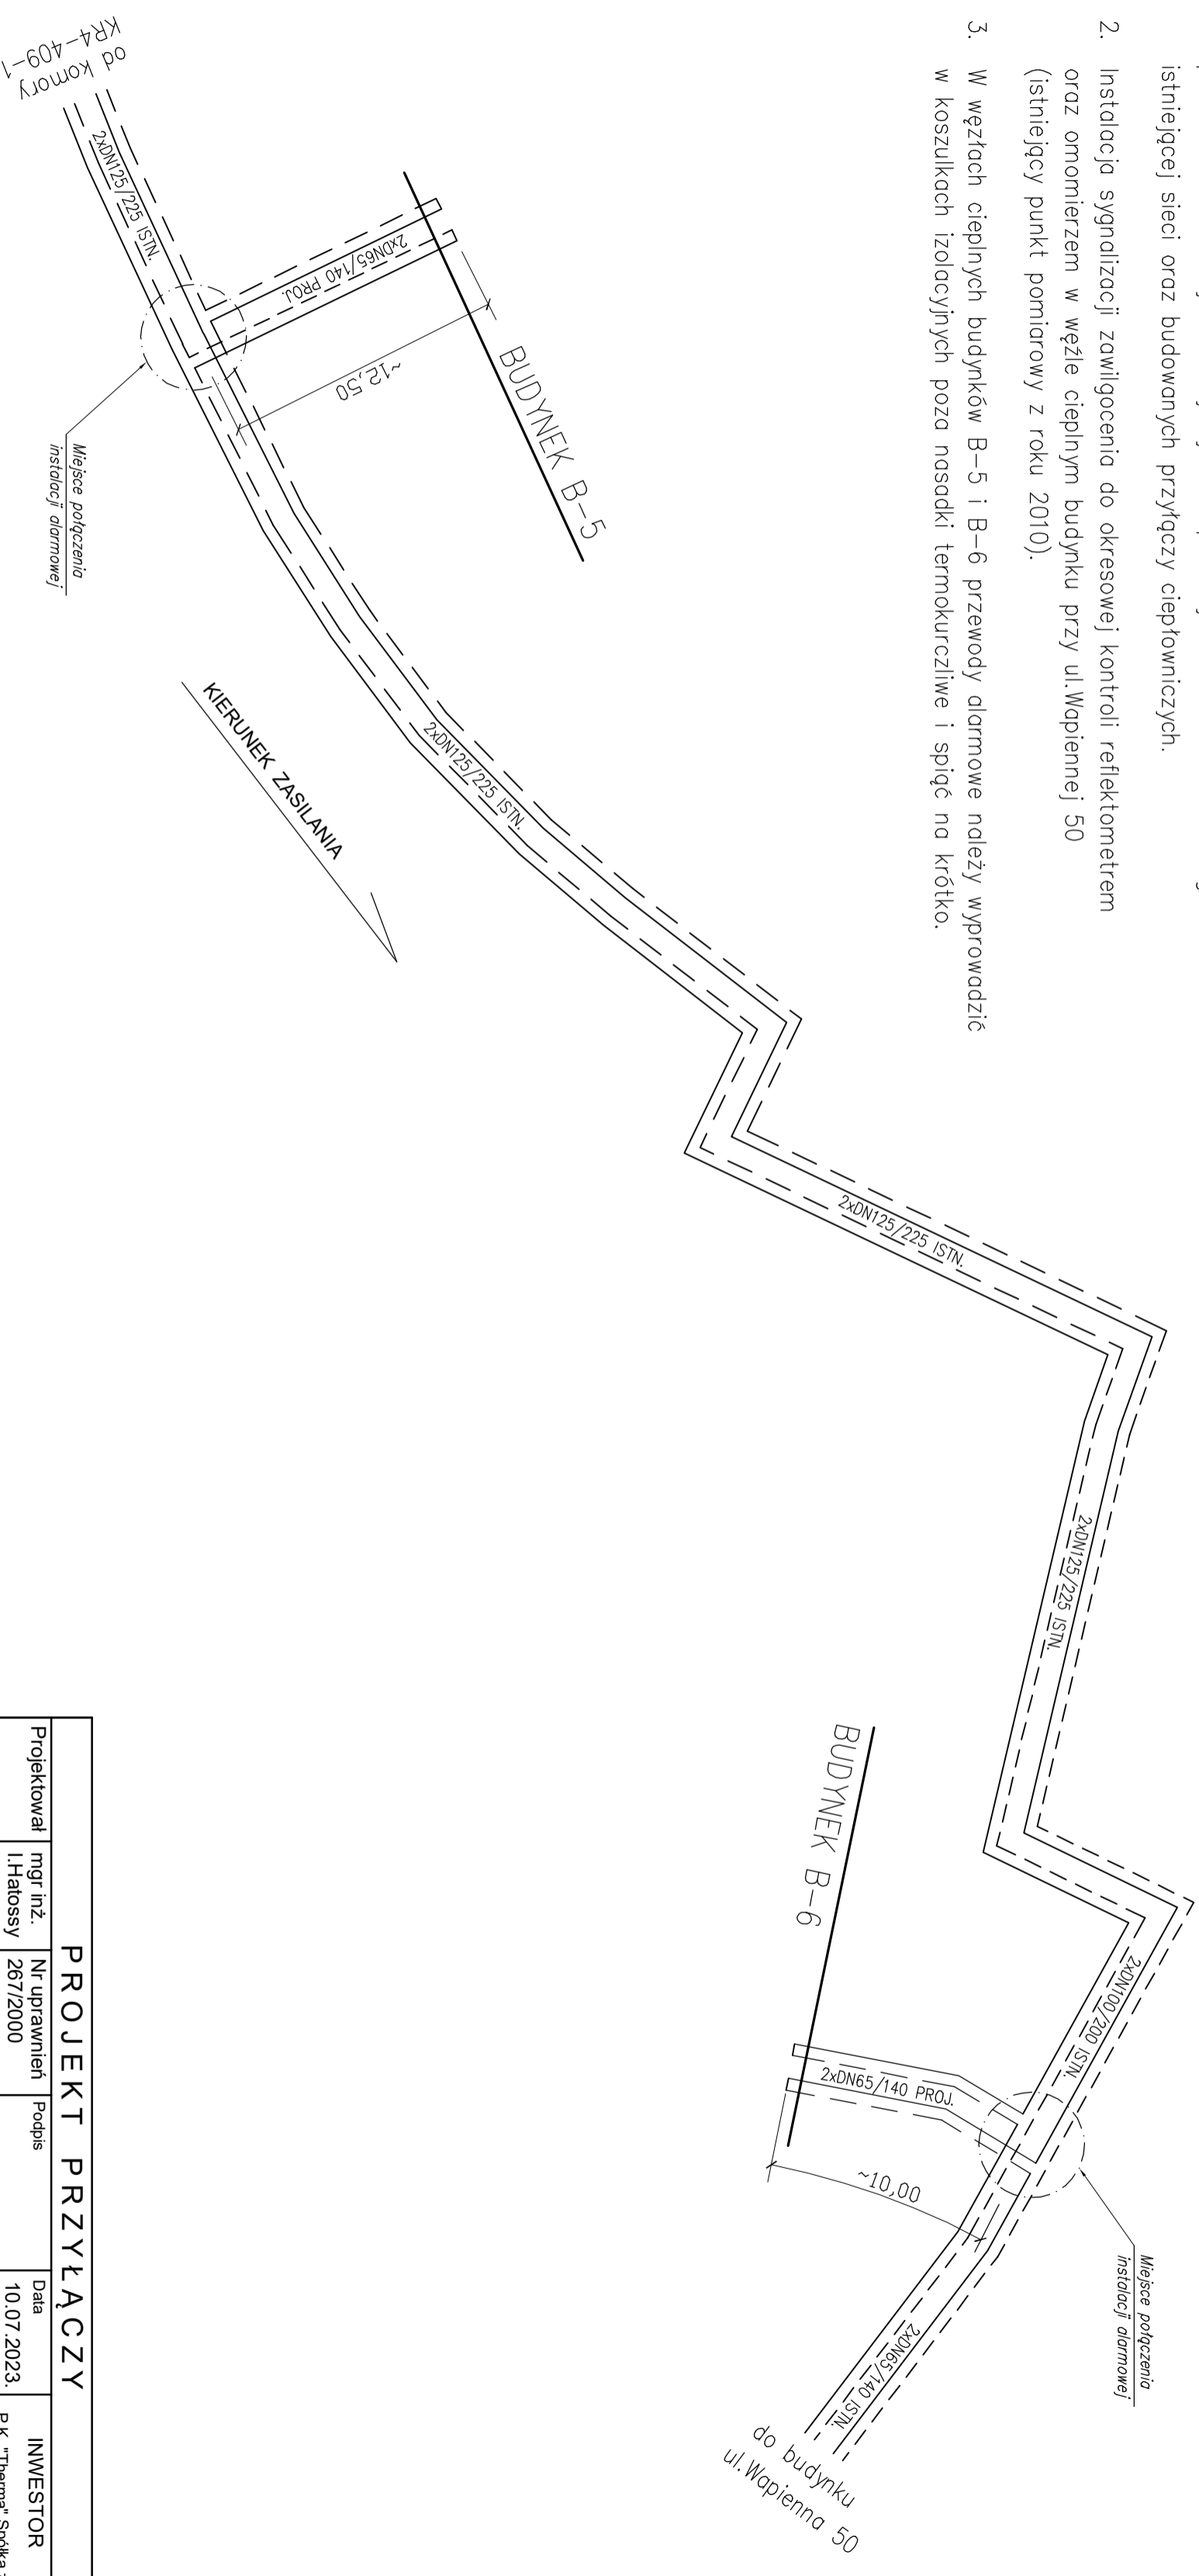 istniejącej sieci oraz budowanych przyłączy ciepłowniczych.
2. Instalacja sygnalizacji zawilgocenia do okresowej kontroli reflektometrem
oraz omomierzem w węźle cieplnym budynku przy ul.Wapiennej 50
(istniejący punkt pomiarowy z roku 2010).
3. W węzłach cieplnych budynków B-5 i B-6 przewody alarmowe należy wyprowadzić
w koszulkach izolacyjnych poza nasadki termokurczliwe i spiąć na krótko.
od komory
KR4-409-1
2xDN125/225 ISTN.
2xDN65/140 PROJ.
~12,50
BUDYNEK B-5
Miejsce połączenia
instalacji alarmowej
KIERUNEK ZASILANIA
2xDN125/225 ISTN.
2xDN125/225 ISTN.
2xDN125/225 ISTN.
BUDYNEK B-6
2xDN100/200 ISTN.
2xDN65/140 PROJ.
~10,00
Miejsce połączenia
instalacji alarmowej
2xDN65/140 ISTN.
do budynku
ul.Wapienna 50
PROJEKT PRZYŁĄCZY
Projektował
mgr inż.
I.Hatossy
Nr uprawnień
267/2000
Podpis
Data
10.07.2023.
INWESTOR
P.K. "Therma" Spółka